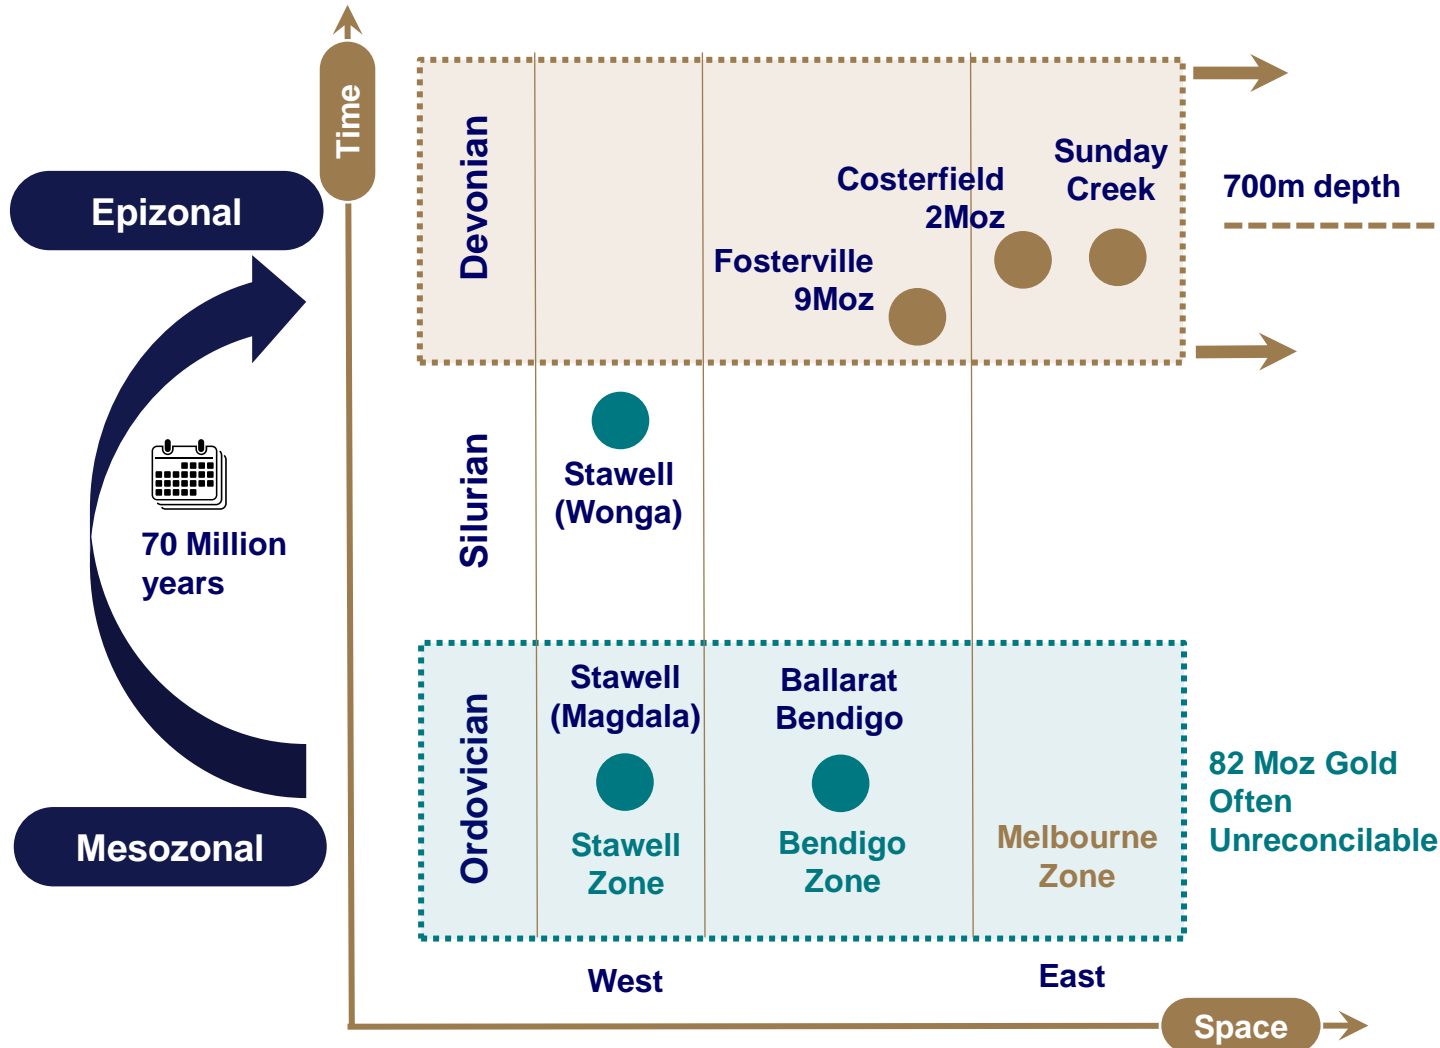 Time
Epizonal
Devonian
Sunday
Creek
Costerfield
2Moz
Fosterville
9Moz
700m depth
Silurian
Stawell
(Wonga)
70 Million
years
Mesozonal
Ordovician
Stawell
(Magdala)
Stawell
Zone
Ballarat
Bendigo
Bendigo
Zone
Melbourne
Zone
82 Moz Gold
Often
Unreconcilable
West
East
Space